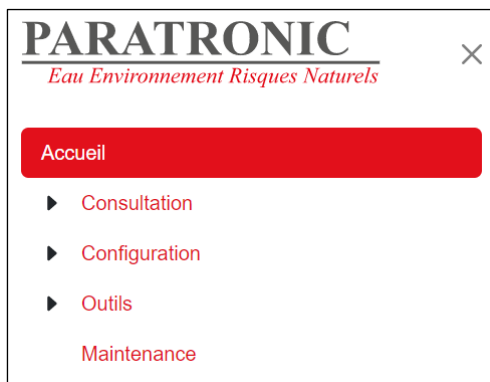 PARATRONIC
Eau Environnement Risques Naturels
Accueil
Consultation
Configuration
Outils
Maintenance